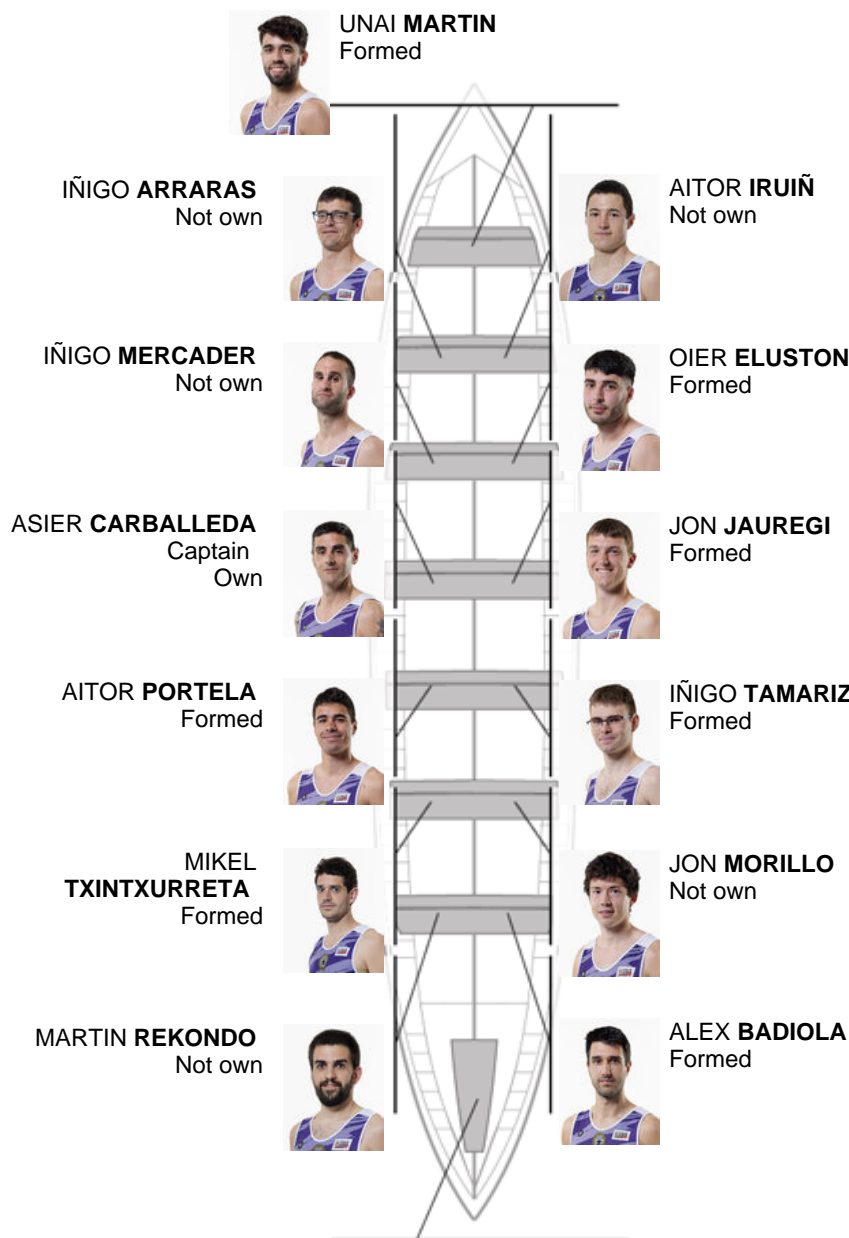 UNAI MARTIN
Formed
IÑIGO ARRARAS
Not own
AITOR IRUIÑ
Not own
IÑIGO MERCADER
Not own
OIER ELUSTON
Formed
ASIER CARBALLEDA
Captain
Own
JON JAUREGI
Formed
AITOR PORTELA
Formed
IÑIGO TAMARIZ
Formed
MIKEL
TXINTXURRETA
Formed
JON MORILLO
Not own
MARTIN REKONDO
Not own
ALEX BADIOLA
Formed